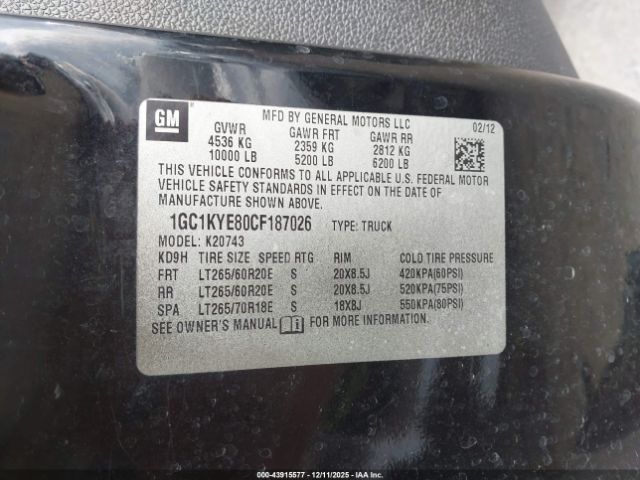 GM
MFD BY GENERAL MOTORS LLC
02/12
GVWR GAWR FRT GAWR RR
4536 KG 2359 KG 2812 KG
10000 LB 5200 LB 6200 LB
THIS VEHICLE CONFORMS TO ALL APPLICABLE U.S. FEDERAL MOTOR
VEHICLE SAFETY STANDARDS IN EFFECT ON THE DATE OF
MANUFACTURE SHOWN ABOVE.
1GC1KYE80CF187026 TYPE: TRUCK
MODEL: K20743
KD9H TIRE SIZE SPEED RTG RIM COLD TIRE PRESSURE
FRT LT265/60R20E S 20X8.5J 420KPA(60PSI)
RR LT265/60R20E S 20X8.5J 520KPA(75PSI)
SPA LT265/70R18E S 18X8J 550KPA(80PSI)
SEE OWNER'S MANUAL i FOR MORE INFORMATION.
000-43915577 - 12/11/2025 - IAA Inc.